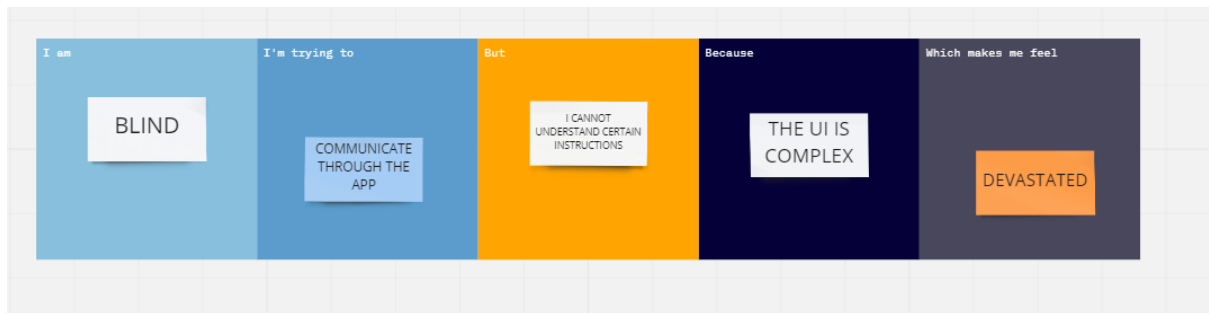 I am
BLIND
I'm trying to
COMMUNICATE
THROUGH THE
APP
But
I CANNOT
UNDERSTAND CERTAIN
INSTRUCTIONS
Because
THE UI IS
COMPLEX
Which makes me feel
DEVASTATED